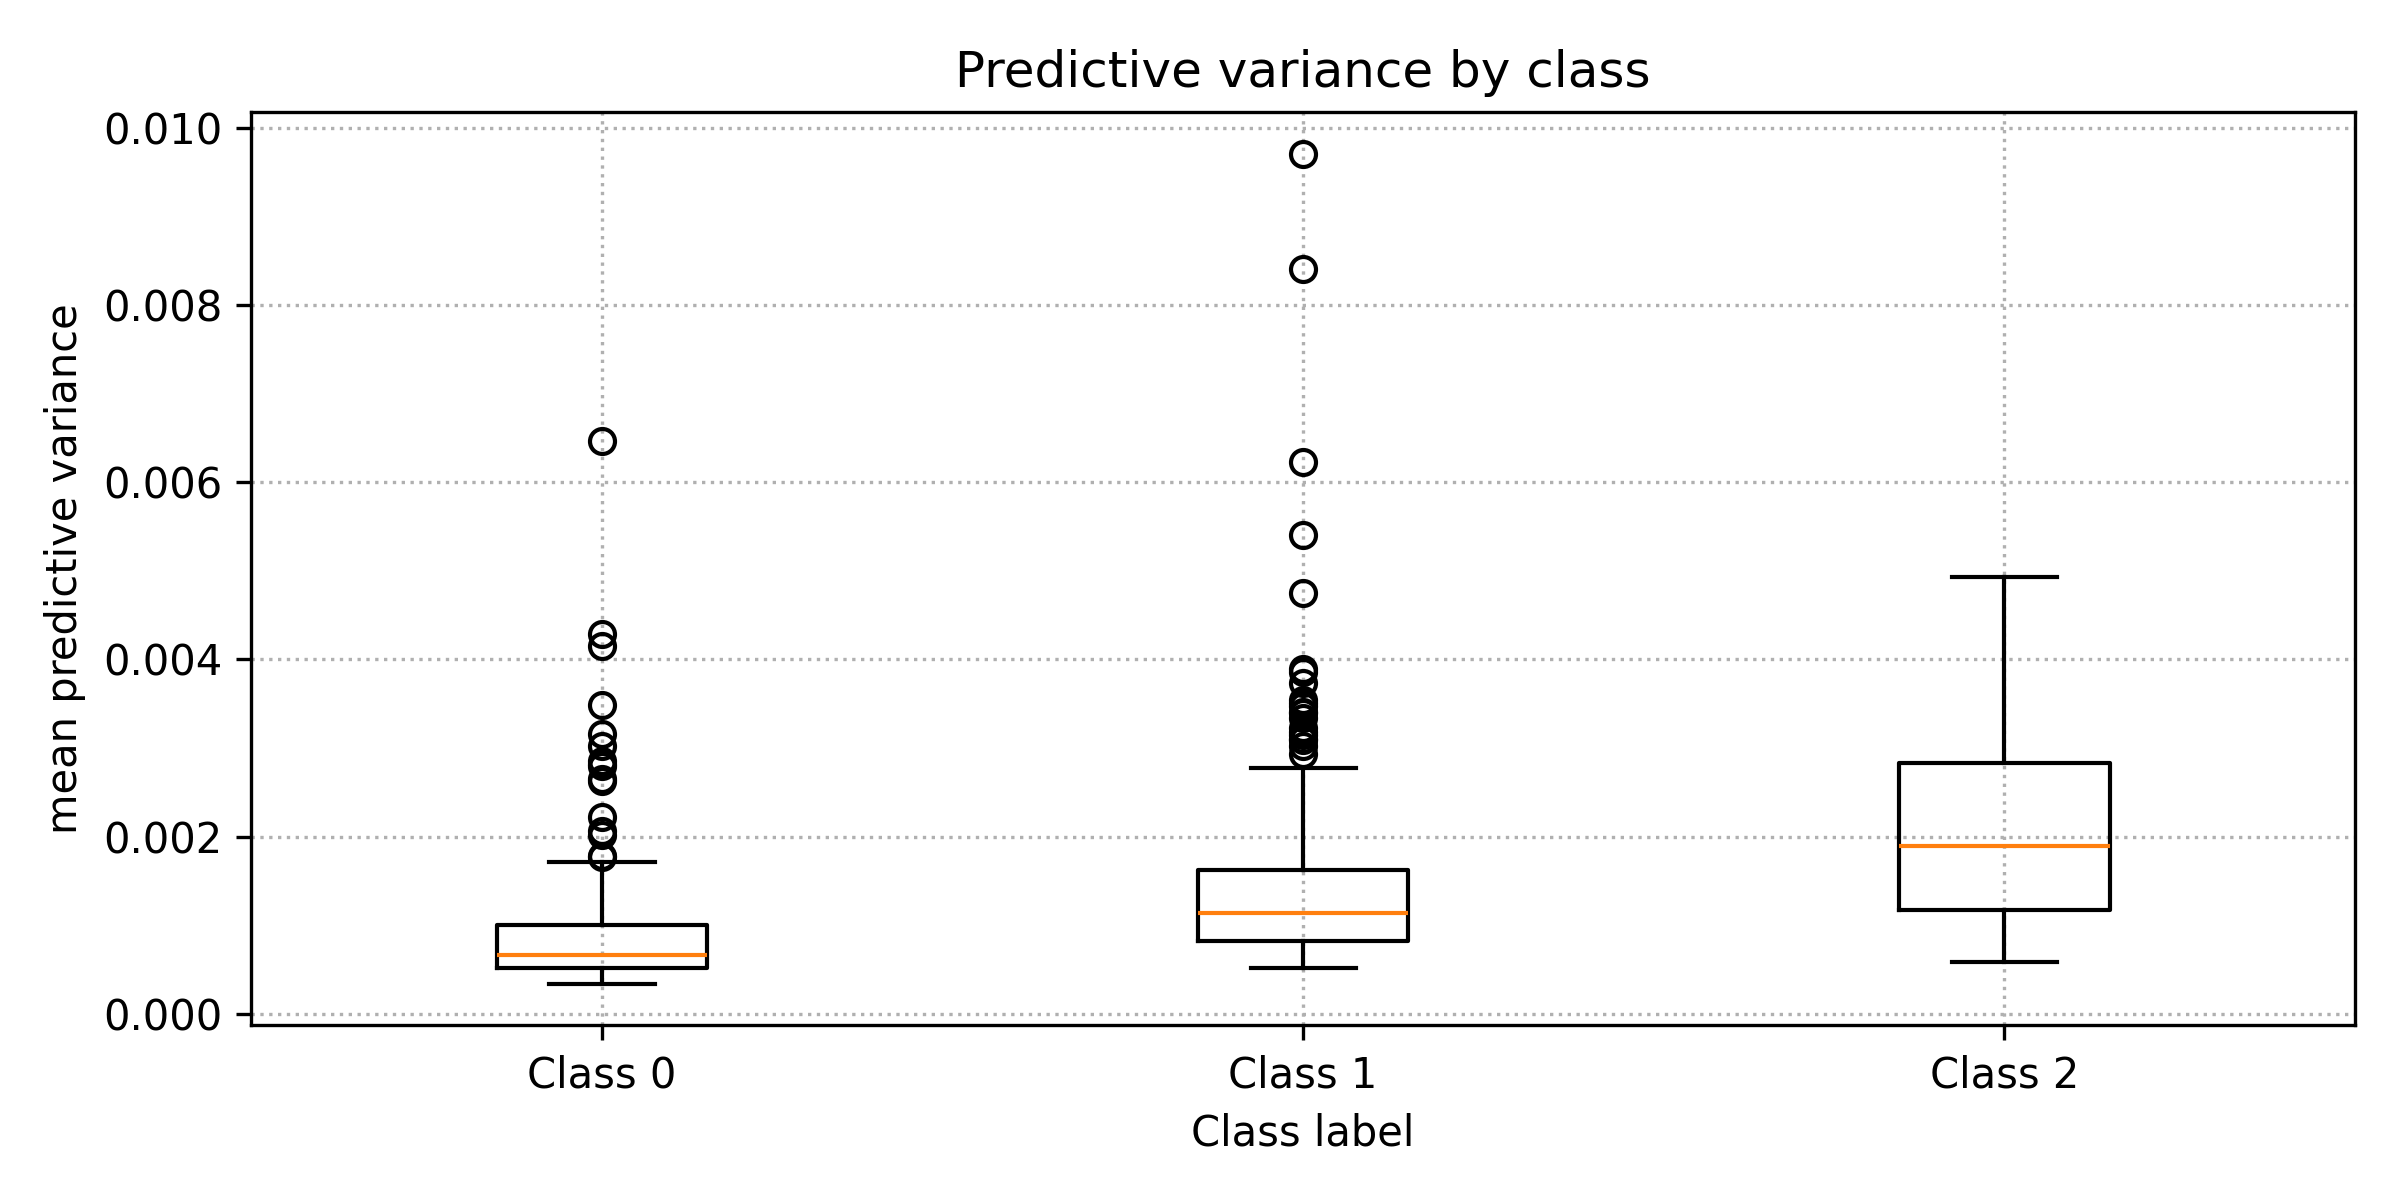 Predictive variance by class
mean predictive variance
0.010
0.008
0.006
0.004
0.002
0.000
Class 0 Class 1 Class 2
Class label